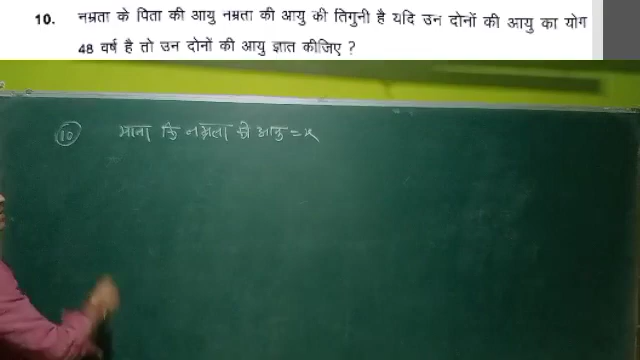 10. नम्रता के पिता की आयु नम्रता की आयु की तिगुनी है यदि उन दोनों की आयु का योग
48 वर्ष है तो उन दोनों की आयु ज्ञात कीजिए ?
10 माना कि नम्रता की आयु = x